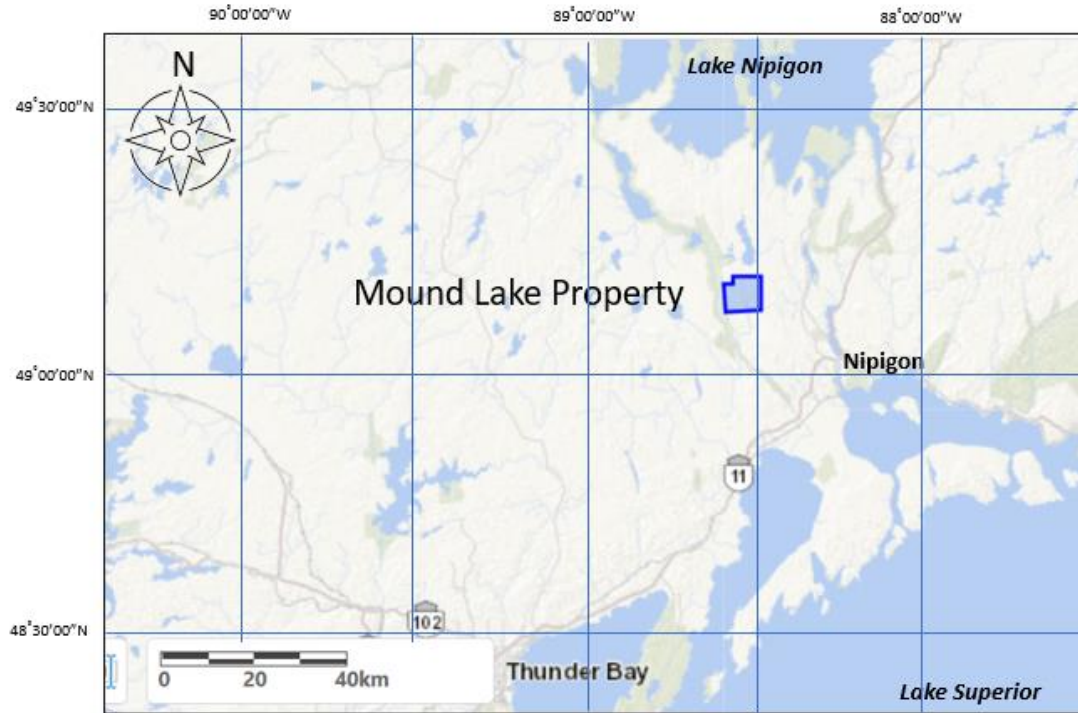 90˚00'00"W
89˚00'00"W
88˚00'00"W
N
Lake Nipigon
49˚30'00"N
Mound Lake Property
Nipigon
49˚00'00"N
11
102
48˚30'00"N
0 20 40km
Thunder Bay
Lake Superior